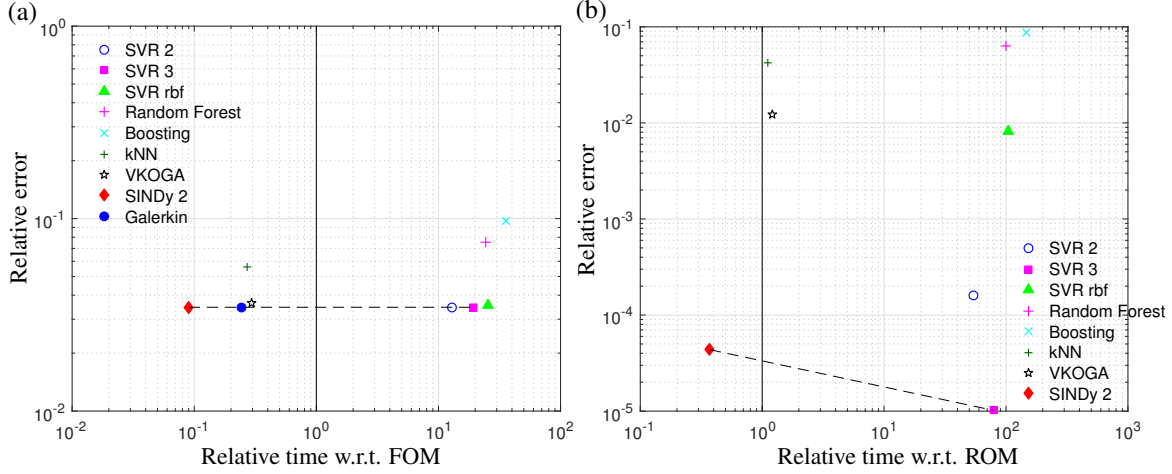 (a)
10^0
10^-1
10^-2
Relative error
SVR 2
SVR 3
SVR rbf
Random Forest
Boosting
kNN
VKOGA
SINDy 2
Galerkin
10^-2
10^-1
10^0
10^1
10^2
Relative time w.r.t. FOM
(b)
10^-1
10^-2
10^-3
10^-4
10^-5
Relative error
SVR 2
SVR 3
SVR rbf
Random Forest
Boosting
kNN
VKOGA
SINDy 2
10^-1
10^0
10^1
10^2
10^3
Relative time w.r.t. ROM